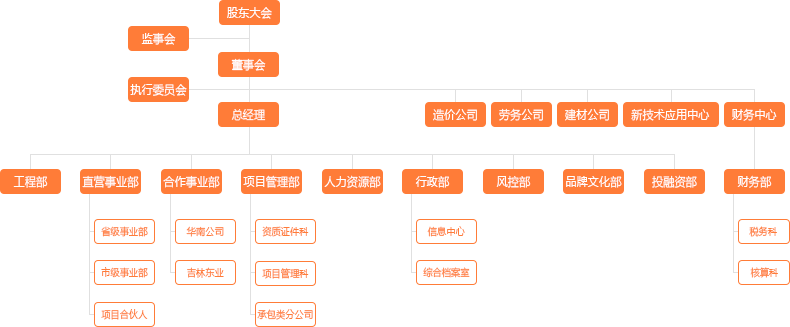 股东大会
监事会
董事会
执行委员会
总经理
造价公司
劳务公司
建材公司
新技术应用中心
财务中心
工程部
直营事业部
合作事业部
项目管理部
人力资源部
行政部
风控部
品牌文化部
投融资部
财务部
省级事业部
华南公司
资质证件科
信息中心
税务科
市级事业部
吉林东业
项目管理科
综合档案室
核算科
项目合伙人
承包类分公司